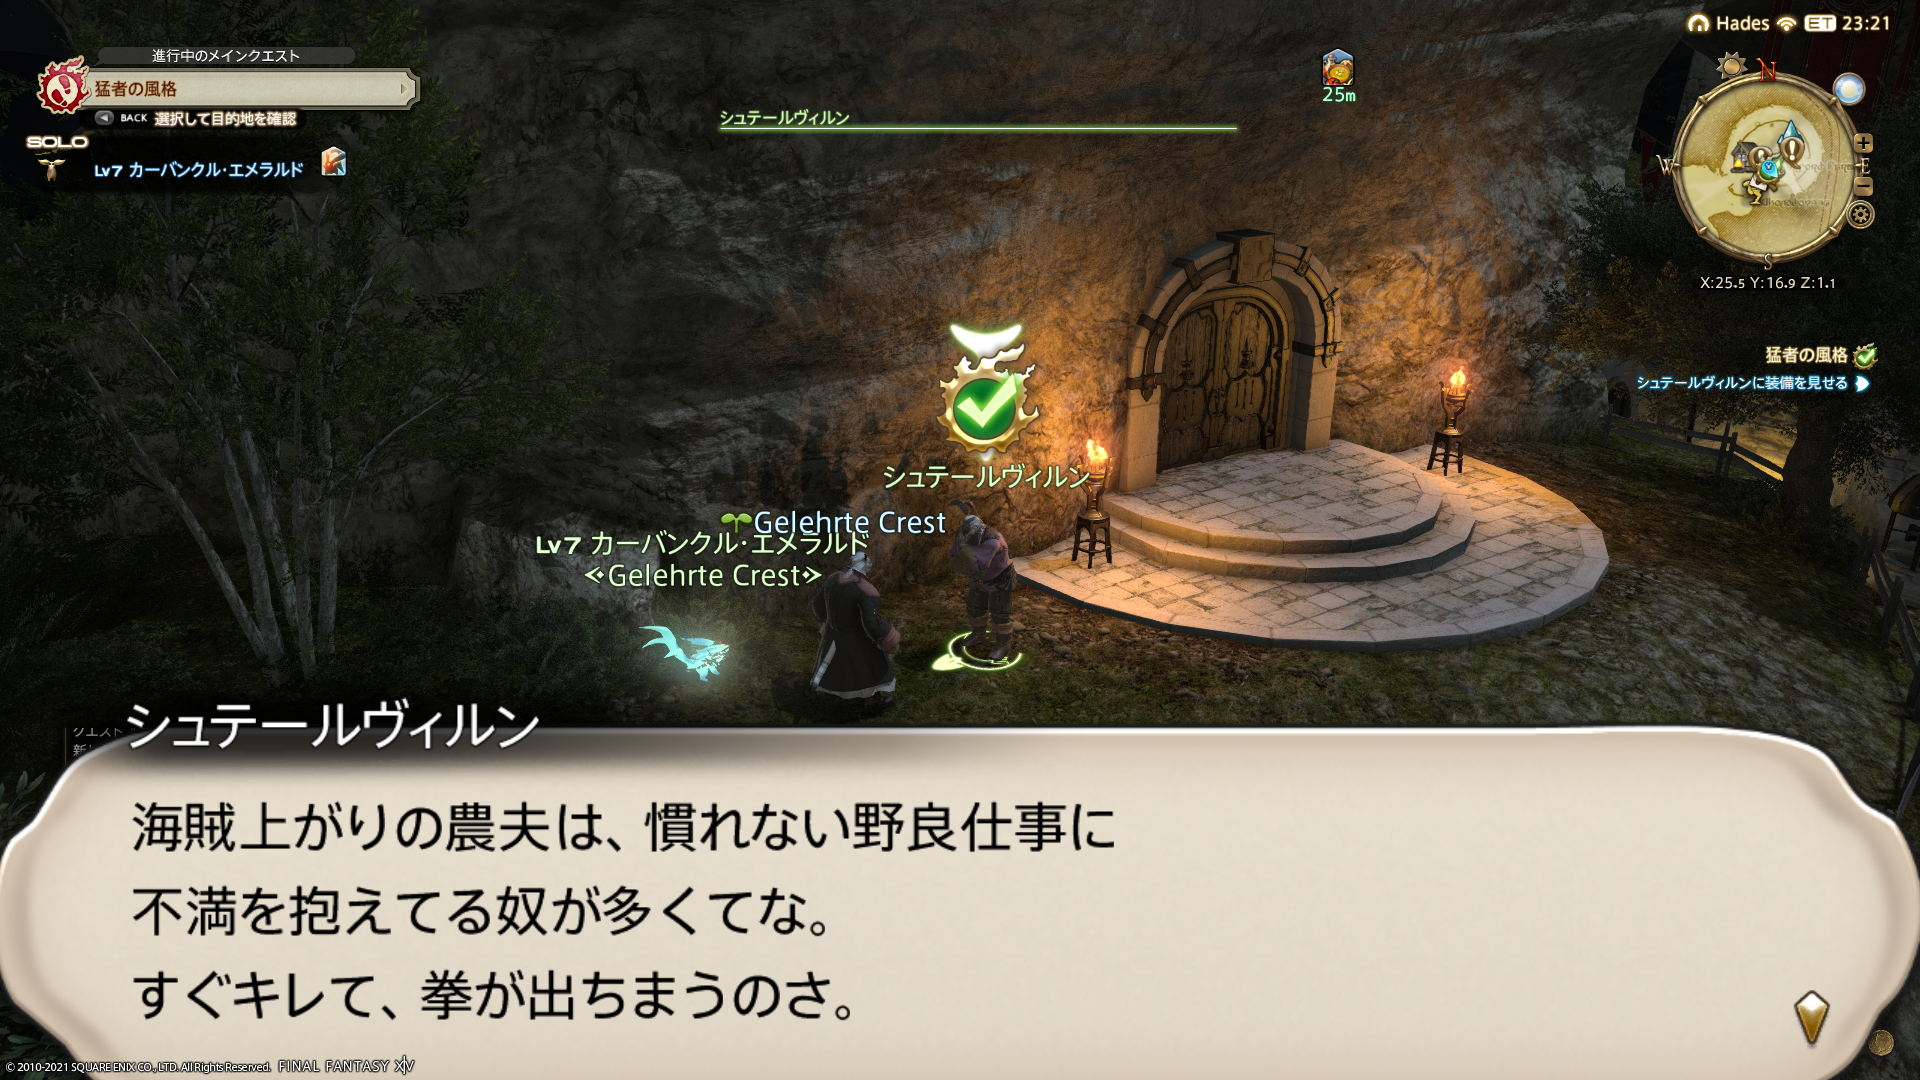 Hades ET 23:21
進行中のメインクエスト
猛者の風格
BACK 選択して目的地を確認
SOLO
Lv7 カーバンクル・エメラルド
シュテールヴィルン
25m
N
W
E
S
X:25.5 Y:16.9 Z:1.1
猛者の風格
シュテールヴィルンに装備を見せる
シュテールヴィルン
Gelehrte Crest
Lv7 カーバンクル・エメラルド
Gelehrte Crest
クエスト
新
シュテールヴィルン
海賊上がりの農夫は、慣れない野良仕事に
不満を抱えてる奴が多くてな。
すぐキレて、拳が出ちまうのさ。
© 2010-2021 SQUARE ENIX CO., LTD. All Rights Reserved. FINAL FANTASY XIV